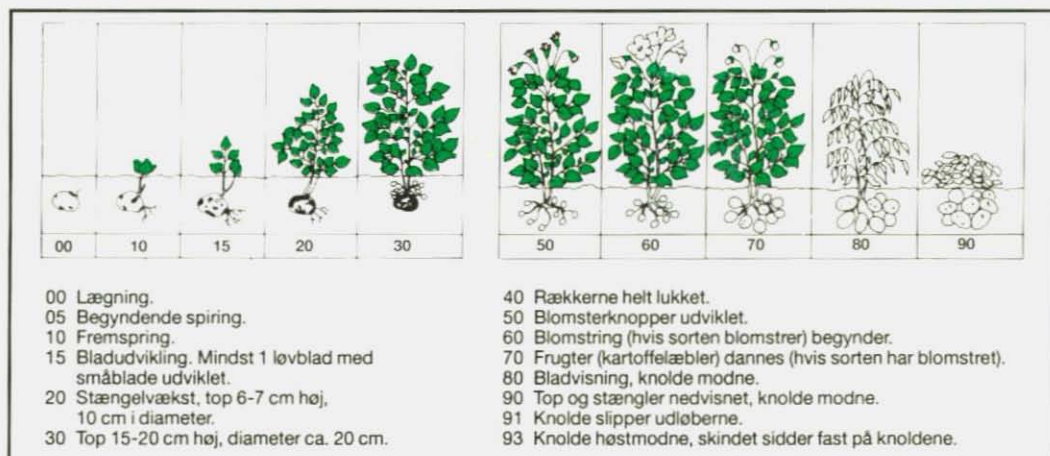 00 10 15 20 30 50 60 70 80 90
00 Lægning.
05 Begyndende spiring.
10 Fremspring.
15 Bladudvikling. Mindst 1 løvblad med
småblade udviklet.
20 Stængelvækst, top 6-7 cm høj,
10 cm i diameter.
30 Top 15-20 cm høj, diameter ca. 20 cm.
40 Rækkerne helt lukket.
50 Blomsterknopper udviklet.
60 Blomstring (hvis sorten blomstrer) begynder.
70 Frugter (kartoffelæbler) dannes (hvis sorten har blomstret).
80 Bladvisning, knolde modne.
90 Top og stængler nedvisnet, knolde modne.
91 Knolde slipper udløberne.
93 Knolde høstmodne, skindet sidder fast på knoldene.